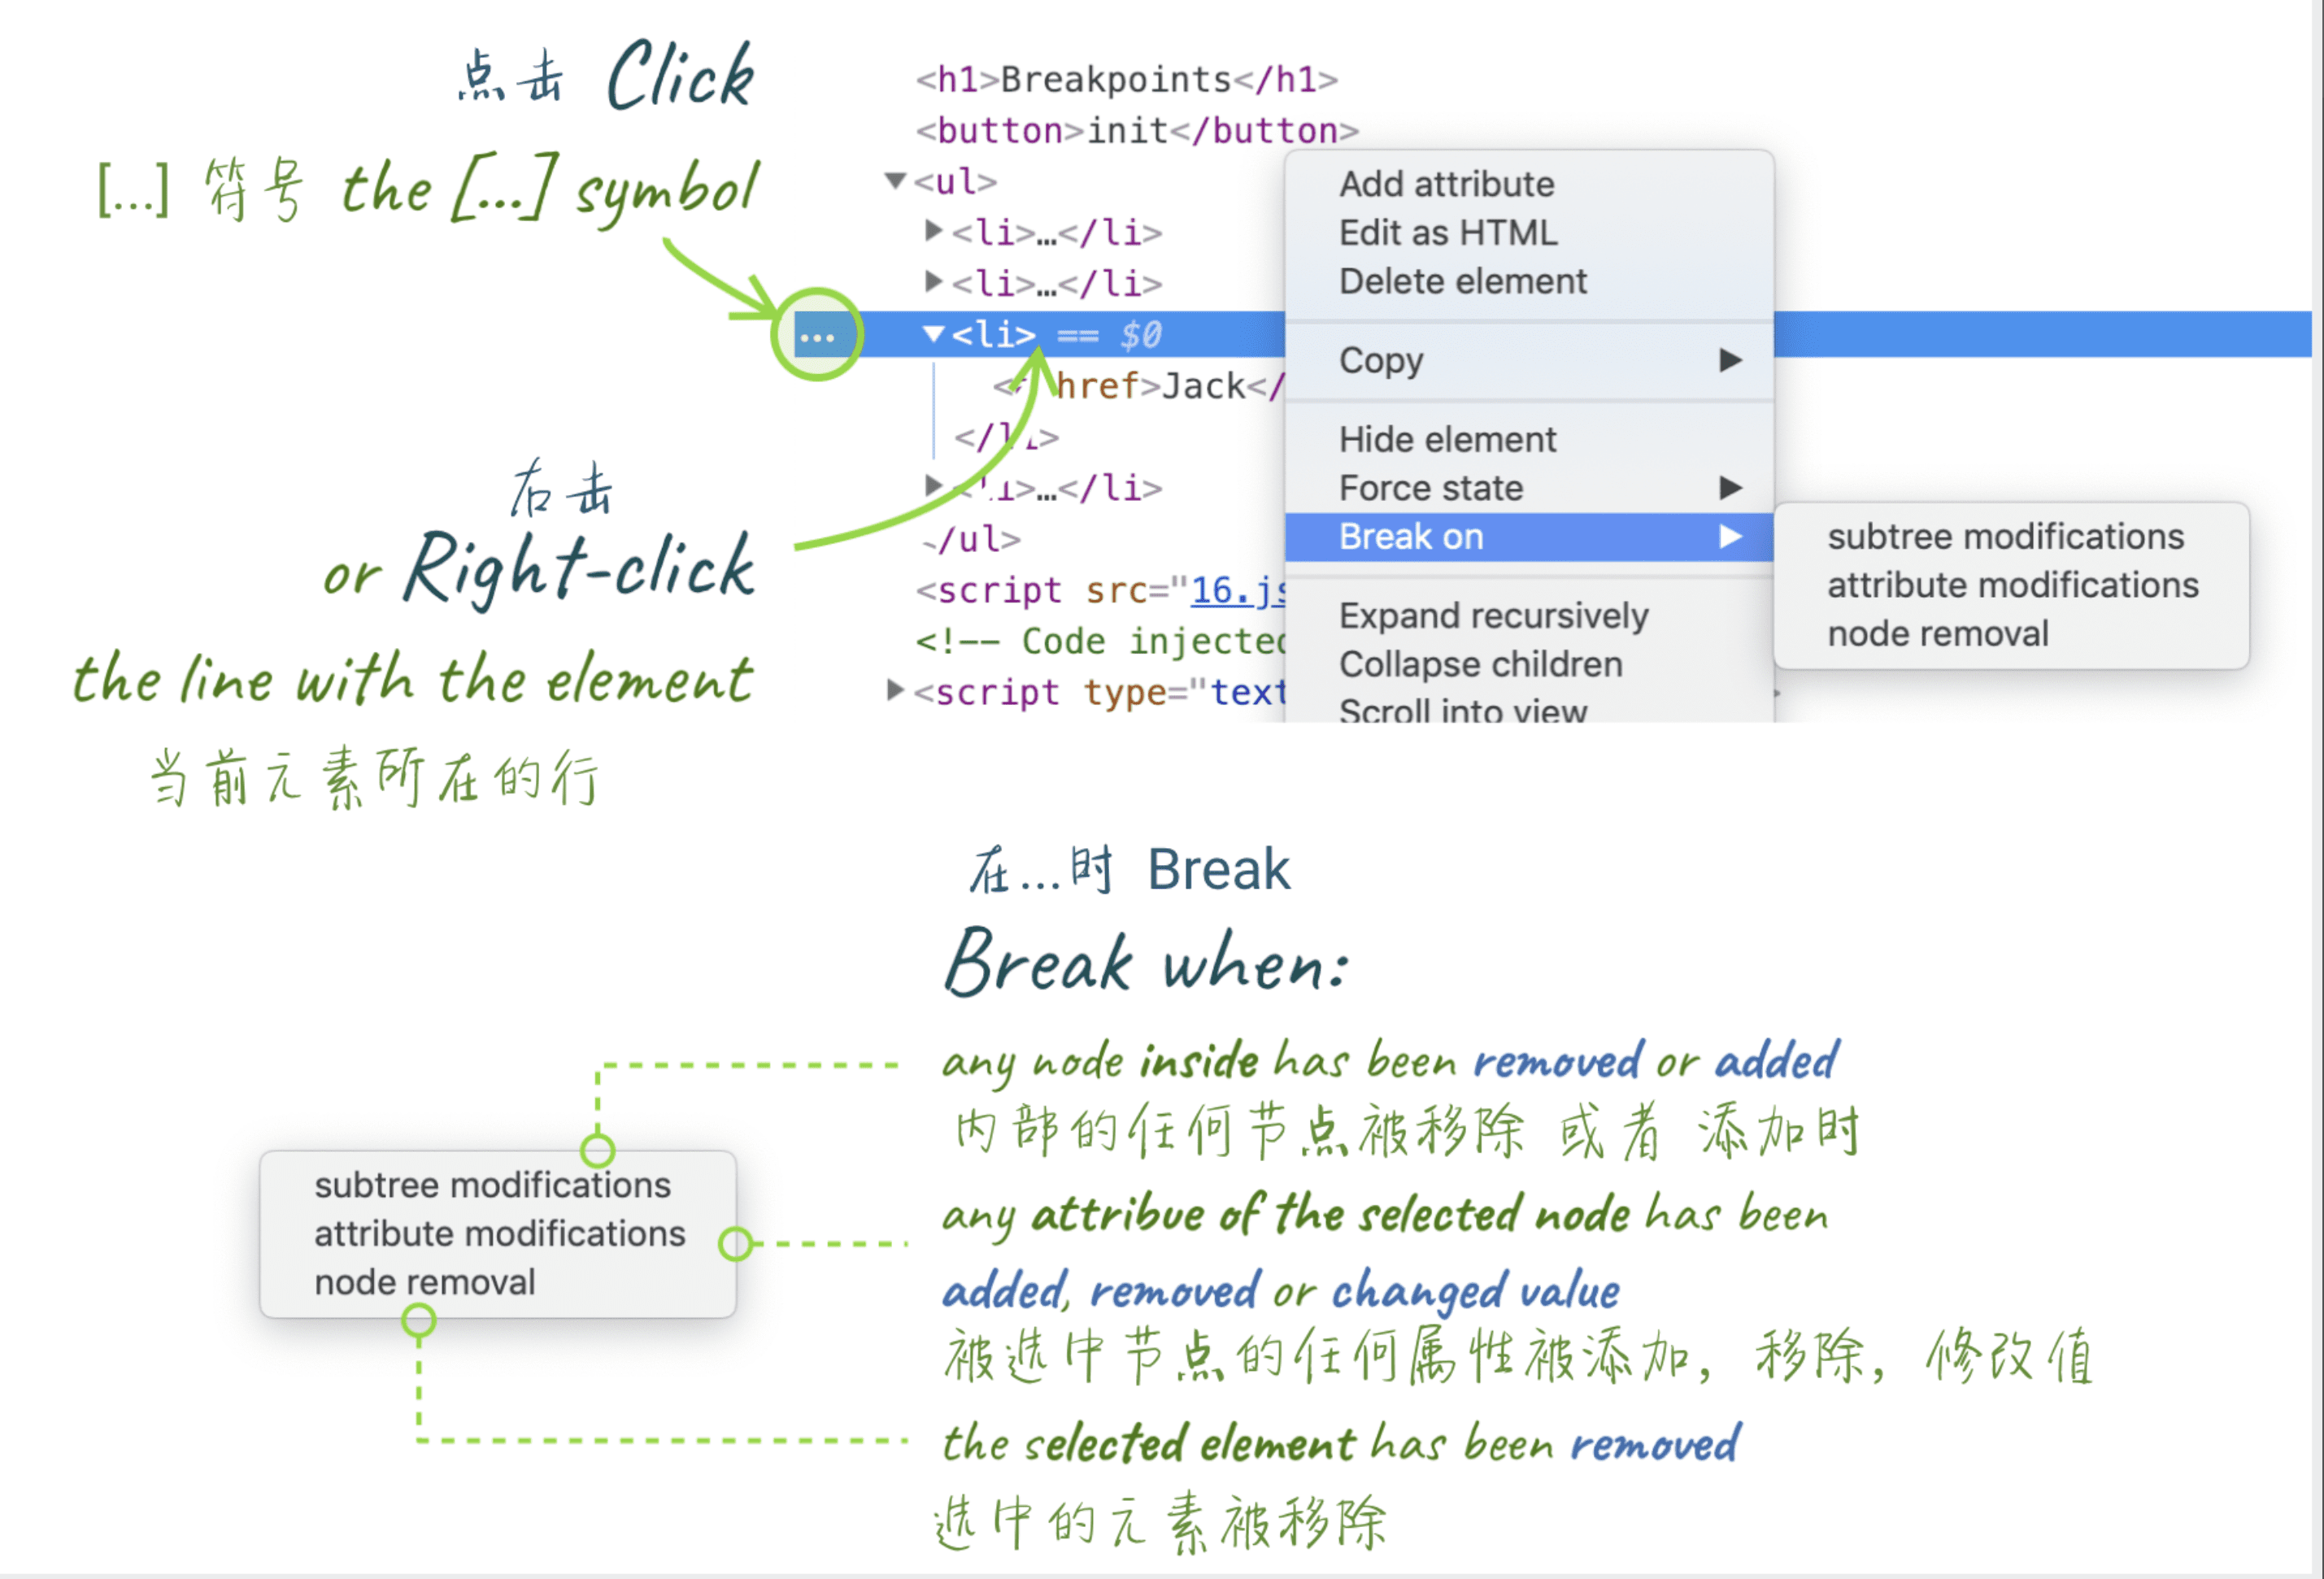 点击 Click
[...] 符号 the [...] symbol
右击
or Right-click
the line with the element
当前元素所在的行
<h1>Breakpoints</h1>
<button>init</button>
▼<ul>
▶<li>…</li>
▶<li>…</li>
... ▼<li> == $0
< href>Jack</
</li>
▶<li>…</li>
/ul>
<script src="16.js
<!-- Code injected
▶<script type="text
Add attribute
Edit as HTML
Delete element
Copy ▶
Hide element
Force state ▶
Break on ▶
Expand recursively
Collapse children
Scroll into view
subtree modifications
attribute modifications
node removal
在...时 Break
Break when:
any node inside has been removed or added
内部的任何节点被移除 或者 添加时
any attribue of the selected node has been
added, removed or changed value
被选中节点的任何属性被添加，移除，修改值
the selected element has been removed
选中的元素被移除
subtree modifications
attribute modifications
node removal